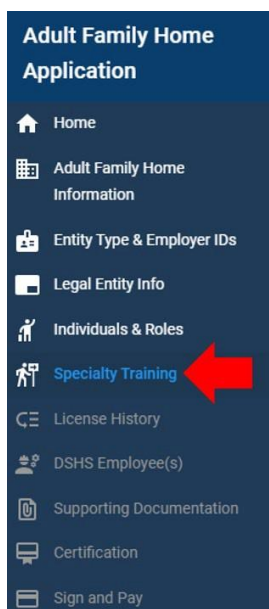 Adult Family Home
Application
Home
Adult Family Home
Information
Entity Type & Employer IDs
Legal Entity Info
Individuals & Roles
Specialty Training
License History
DSHS Employee(s)
Supporting Documentation
Certification
Sign and Pay